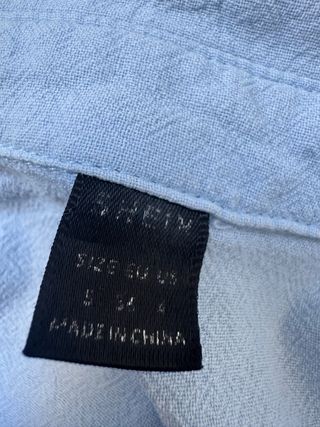 SHEIN
SIZE EU US
S 36 4
MADE IN CHINA